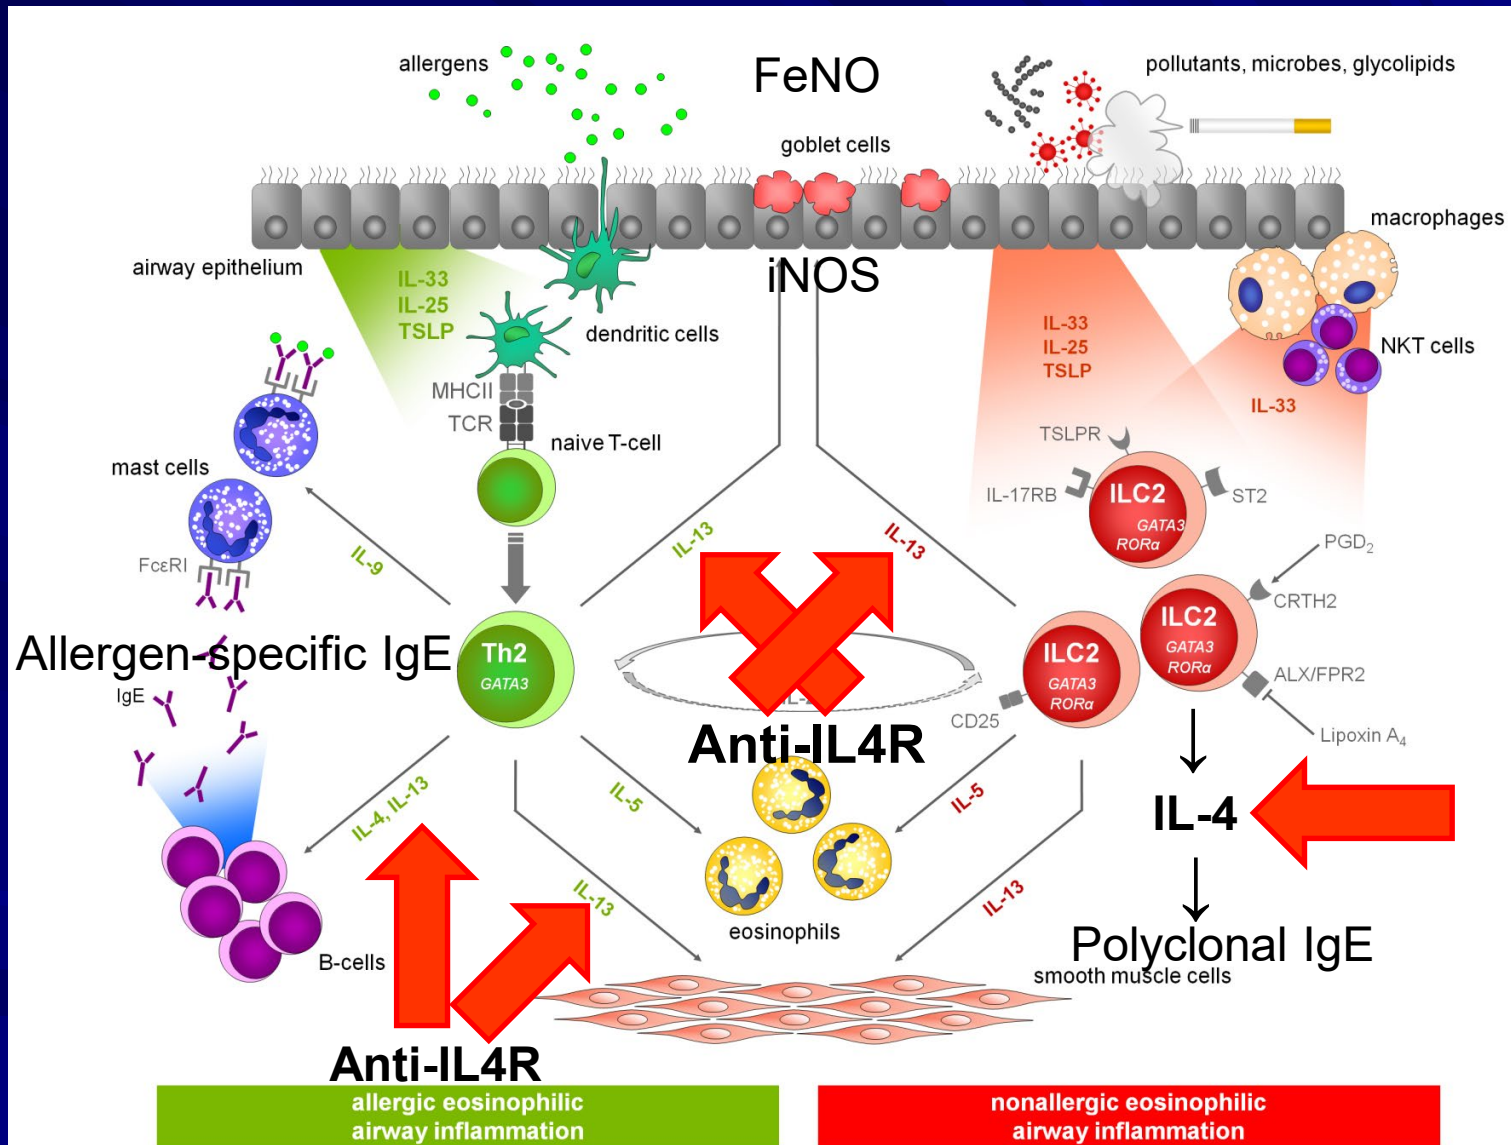 allergens
FeNO
pollutants, microbes, glycolipids
goblet cells
macrophages
airway epithelium
iNOS
IL-33
IL-25
TSLP
dendritic cells
IL-33
IL-25
TSLP
NKT cells
MHCII
TCR
IL-33
naive T-cell
TSLPR
mast cells
IL-17RB
ILC2
GATA3
RORα
ST2
IL-13
IL-13
PGD2
FcεRI
IL-9
CRTH2
Allergen-specific IgE
Th2
GATA3
ILC2
GATA3
RORα
ILC2
GATA3
RORα
IgE
ALX/FPR2
CD25
Anti-IL4R
Lipoxin A4
IL-4, IL-13
IL-5
IL-5
IL-4
IL-13
IL-13
eosinophils
Polyclonal IgE
B-cells
smooth muscle cells
Anti-IL4R
allergic eosinophilic
airway inflammation
nonallergic eosinophilic
airway inflammation